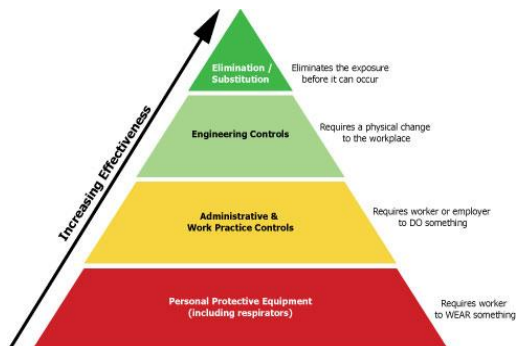 Increasing Effectiveness
Elimination /
Substitution
Eliminates the exposure
before it can occur
Engineering Controls
Requires a physical change
to the workplace
Administrative &
Work Practice Controls
Requires worker or employer
to DO something
Personal Protective Equipment
(including respirators)
Requires worker
to WEAR something